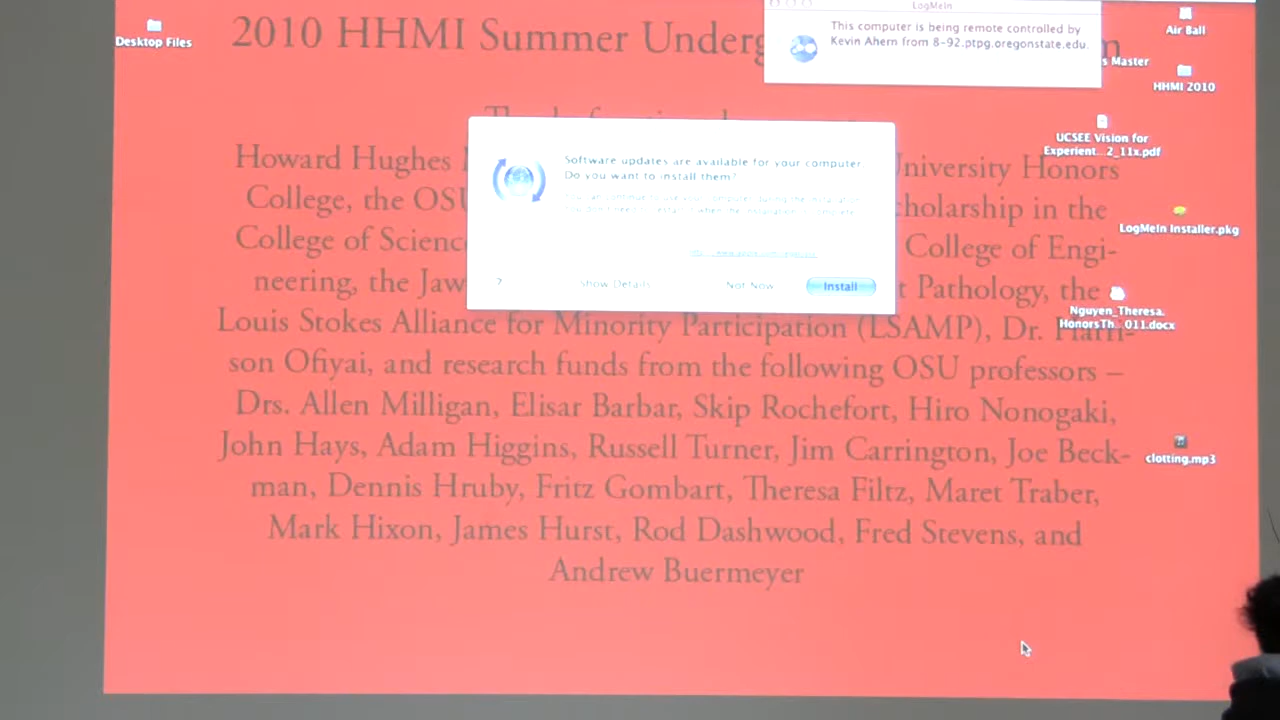 LogMeIn
This computer is being remote controlled by
Kevin Ahern from 8-92.ptpg.oregonstate.edu.
Desktop Files
Air Ball
s Master
HHMI 2010
UCSEE Vision for
Experient...2_11x.pdf
LogMeIn Installer.pkg
Nguyen_Theresa.
HonorsTh...011.docx
clotting.mp3
Software updates are available for your computer.
Do you want to install them?
?
Show Details
Not Now
Install
2010 HHMI Summer Underg
Howard Hughes
niversity Honors
College, the OSU
cholarship in the
College of Science
College of Engi-
neering, the Jaw
t Pathology, the
Louis Stokes Alliance for Minority Participation (LSAMP), Dr. Harri-
son Ofiyai, and research funds from the following OSU professors –
Drs. Allen Milligan, Elisar Barbar, Skip Rochefort, Hiro Nonogaki,
John Hays, Adam Higgins, Russell Turner, Jim Carrington, Joe Beck-
man, Dennis Hruby, Fritz Gombart, Theresa Filtz, Maret Traber,
Mark Hixon, James Hurst, Rod Dashwood, Fred Stevens, and
Andrew Buermeyer